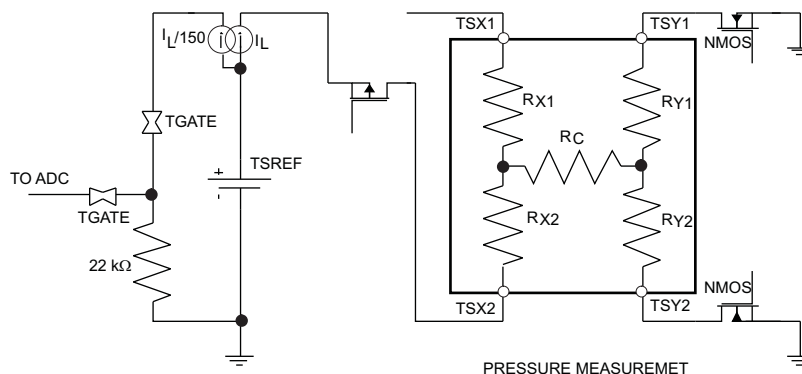 TSX1
TSY1
NMOS
IL/150
IL
TGATE
RX1
RY1
RC
TO ADC
TSREF
+
-
TGATE
RX2
RY2
22 kΩ
NMOS
TSX2
TSY2
PRESSURE MEASUREMET